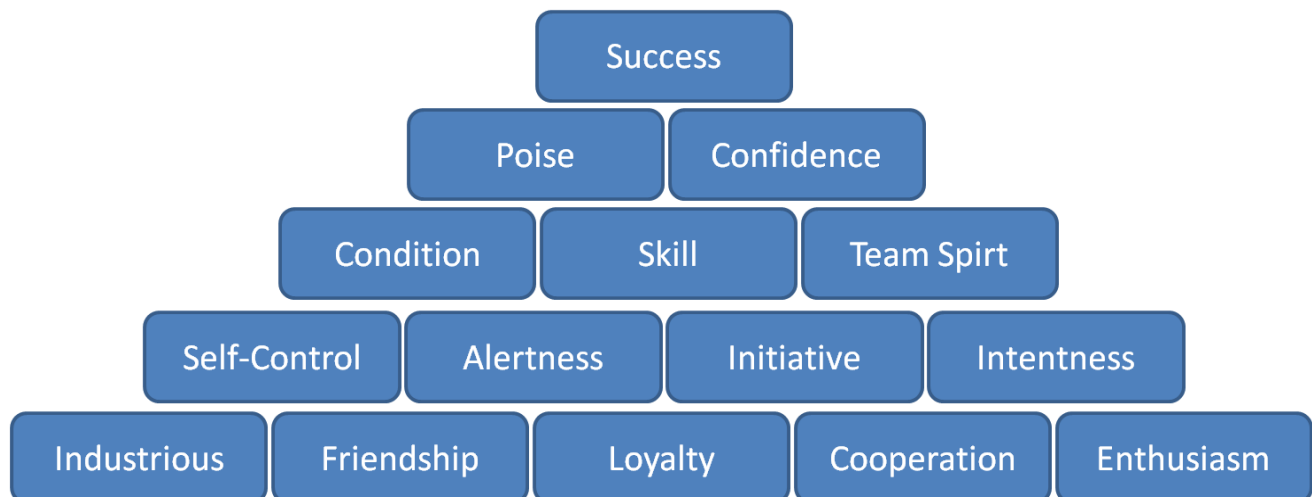 Success
Poise Confidence
Condition Skill Team Spirt
Self-Control Alertness Initiative Intentness
Industrious Friendship Loyalty Cooperation Enthusiasm